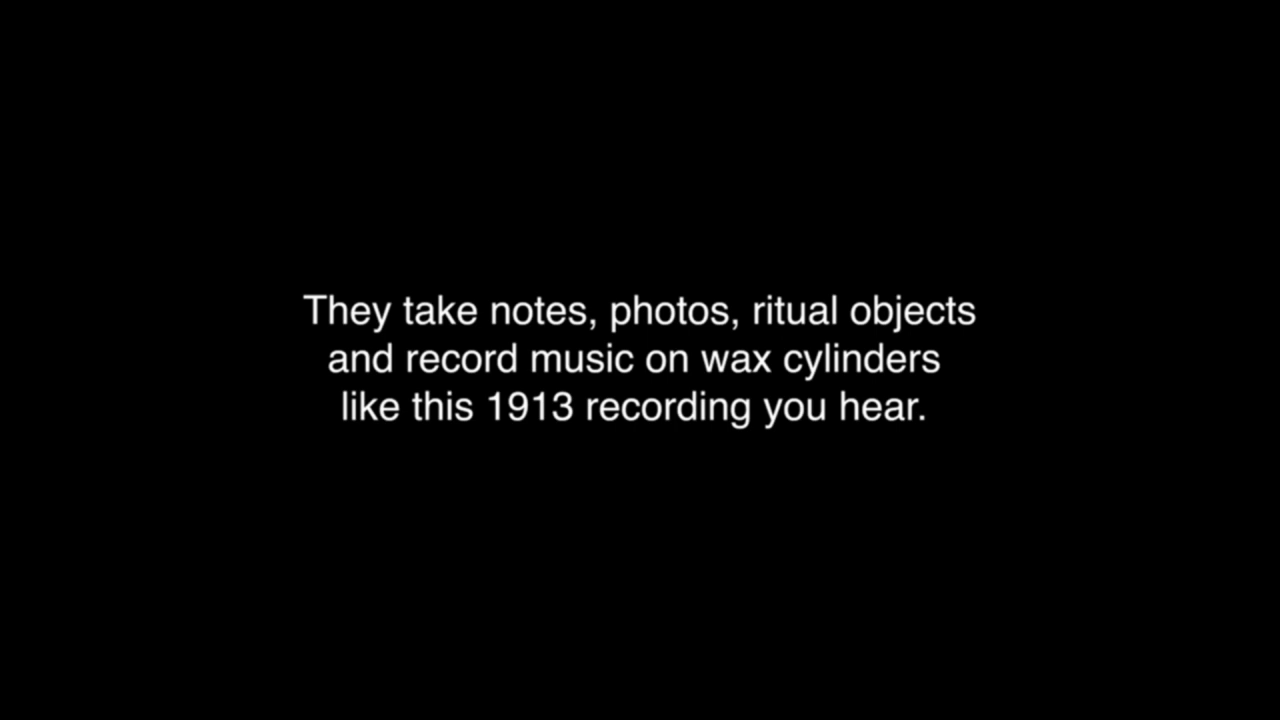 They take notes, photos, ritual objects
and record music on wax cylinders
like this 1913 recording you hear.